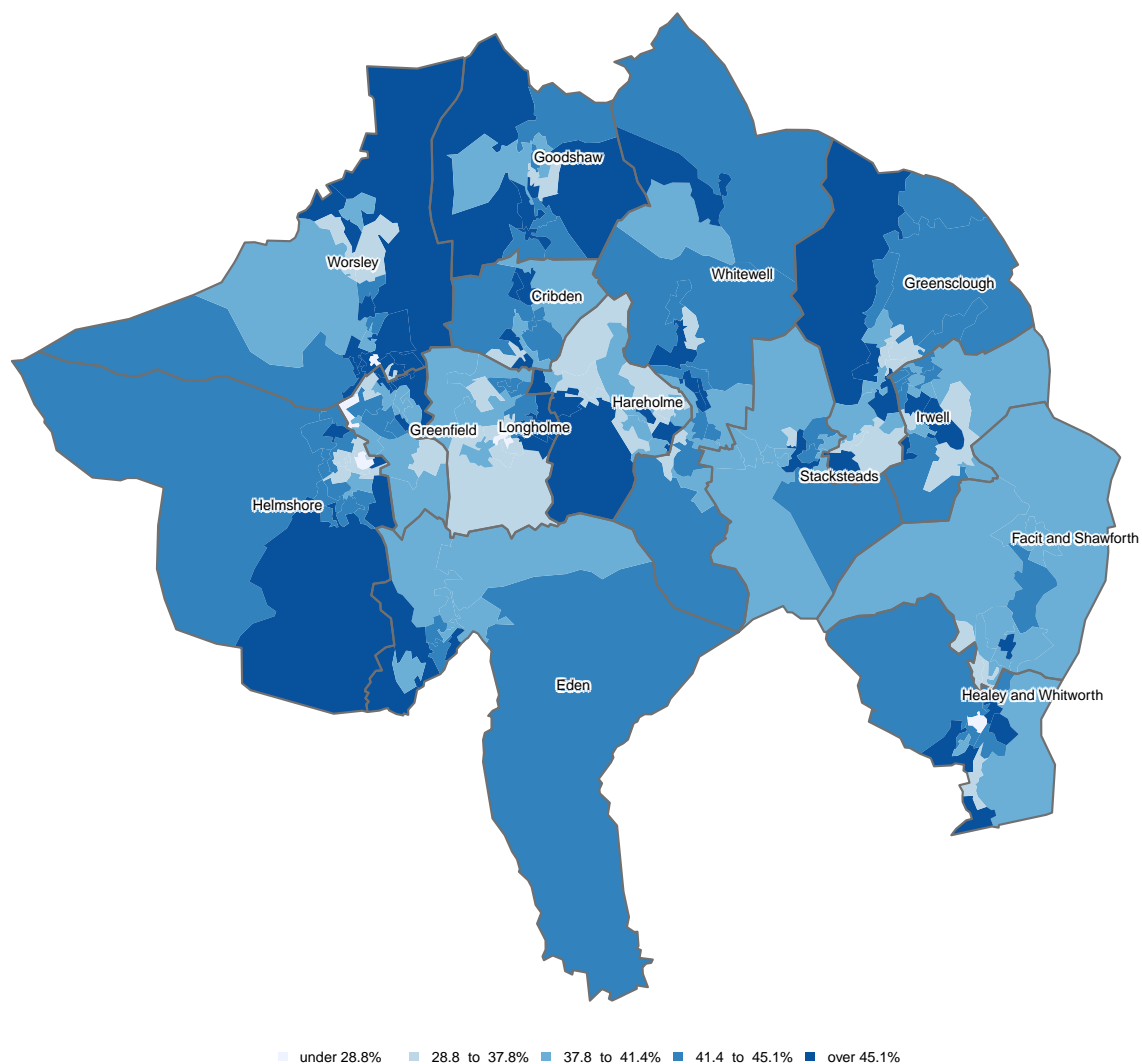 Goodshaw
Worsley
Whitewell
Greensclough
Cribden
Hareholme
Irwell
Greenfield
Longholme
Stacksteads
Helmshore
Facit and Shawforth
Eden
Healey and Whitworth
under 28.8% 28.8 to 37.8% 37.8 to 41.4% 41.4 to 45.1% over 45.1%